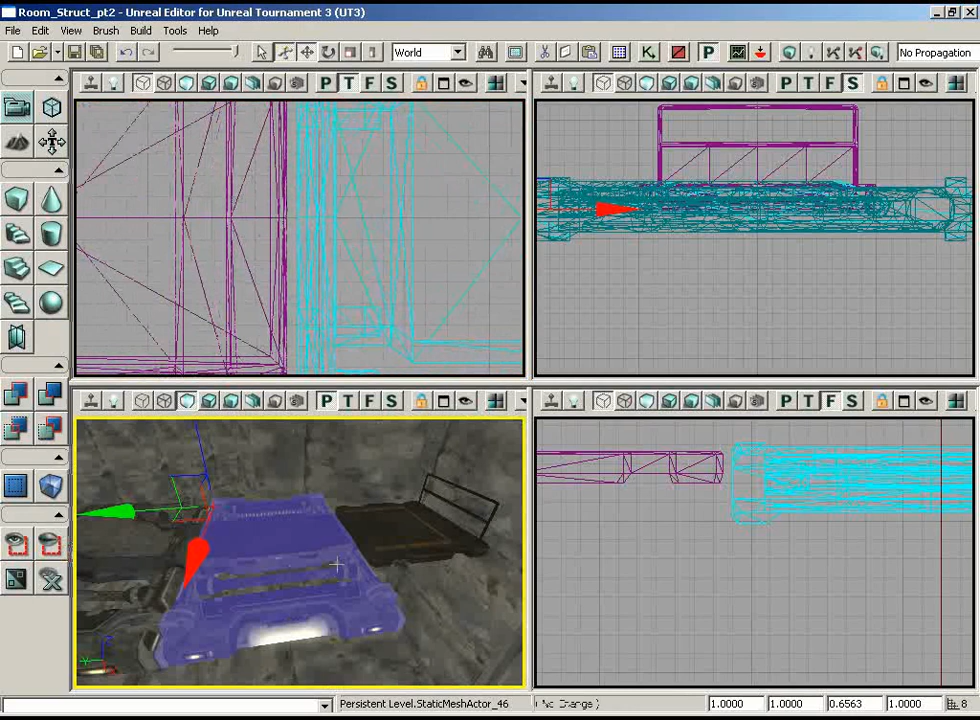 Room_Struct_pt2 - Unreal Editor for Unreal Tournament 3 (UT3)
File Edit View Brush Build Tools Help
World No Propagation
P T F S
P T F S
P T F S
P T F S
Persistent Level.StaticMeshActor_46 1.0000 1.0000 0.6563 1.0000 8